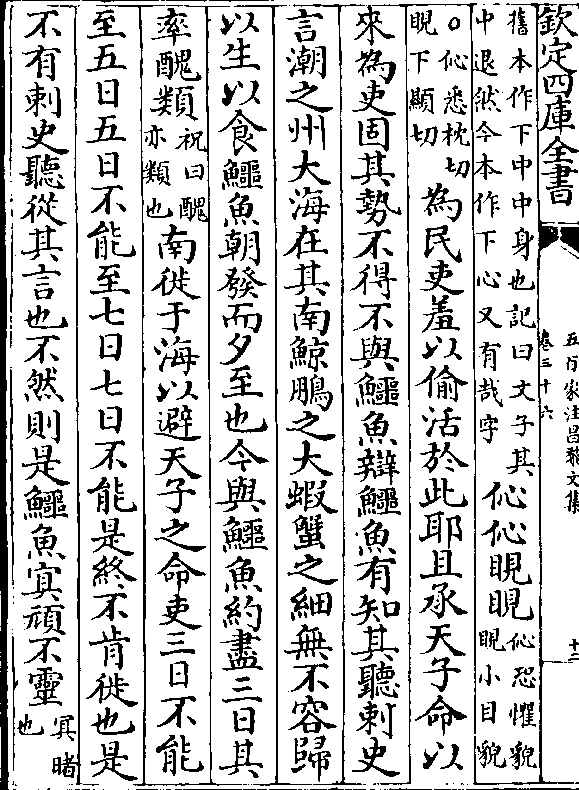 欽定四庫全書
五百家注昌黎文集
卷三十六
十二
舊本作下中中身也記曰文子其
中退然今本作下心又有哉字
伈伈睍睍
伈恐懼貌
睍小目貌
○伈悉枕切
睍下顯切
為民吏羞以偷活於此耶且承天子命以
來為吏固其勢不得不與鱷魚辯鱷魚有知其聽刺史
言潮之州大海在其南鯨鵬之大蝦蟹之細無不容歸
以生以食鱷魚朝發而夕至也今與鱷魚約盡三日其
率醜類
祝曰醜
亦類也
南徙于海以避天子之命吏三日不能
至五日五日不能至七日七日不能是終不肯徙也是
不有刺史聽從其言也不然則是鱷魚冥頑不靈
冥睹
也